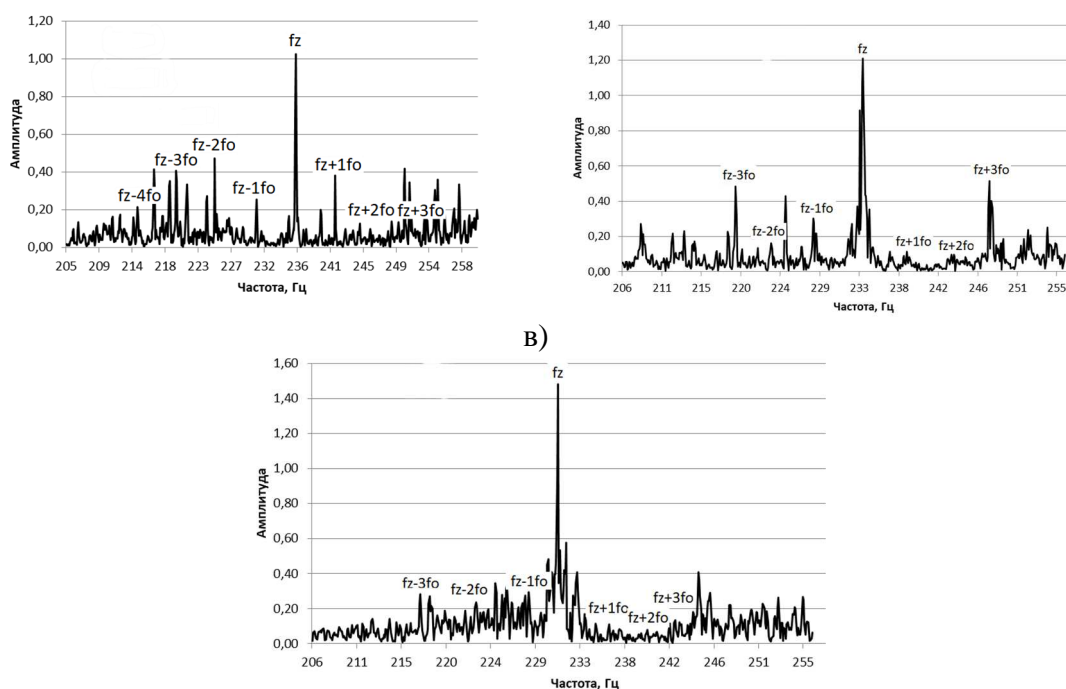 1,20
1,00
0,80
0,60
0,40
0,20
0,00
Амплитуда
fz
fz-4fo
fz-3fo
fz-2fo
fz-1fo
fz+1fo
fz+2fo
fz+3fo
205 209 214 218 223 227 232 236 241 245 249 254 258
Частота, Гц
1,40
1,20
1,00
0,80
0,60
0,40
0,20
0,00
Амплитуда
fz
fz-3fo
fz-2fo
fz-1fo
fz+1fo
fz+2fo
fz+3fo
206 211 215 220 224 229 233 238 242 247 251 255
Частота, Гц
в)
1,60
1,40
1,20
1,00
0,80
0,60
0,40
0,20
0,00
Амплитуда
fz
fz-3fo
fz-2fo
fz-1fo
fz+1fo
fz+2fo
fz+3fo
206 211 215 220 224 229 233 238 242 246 251 255
Частота, Гц